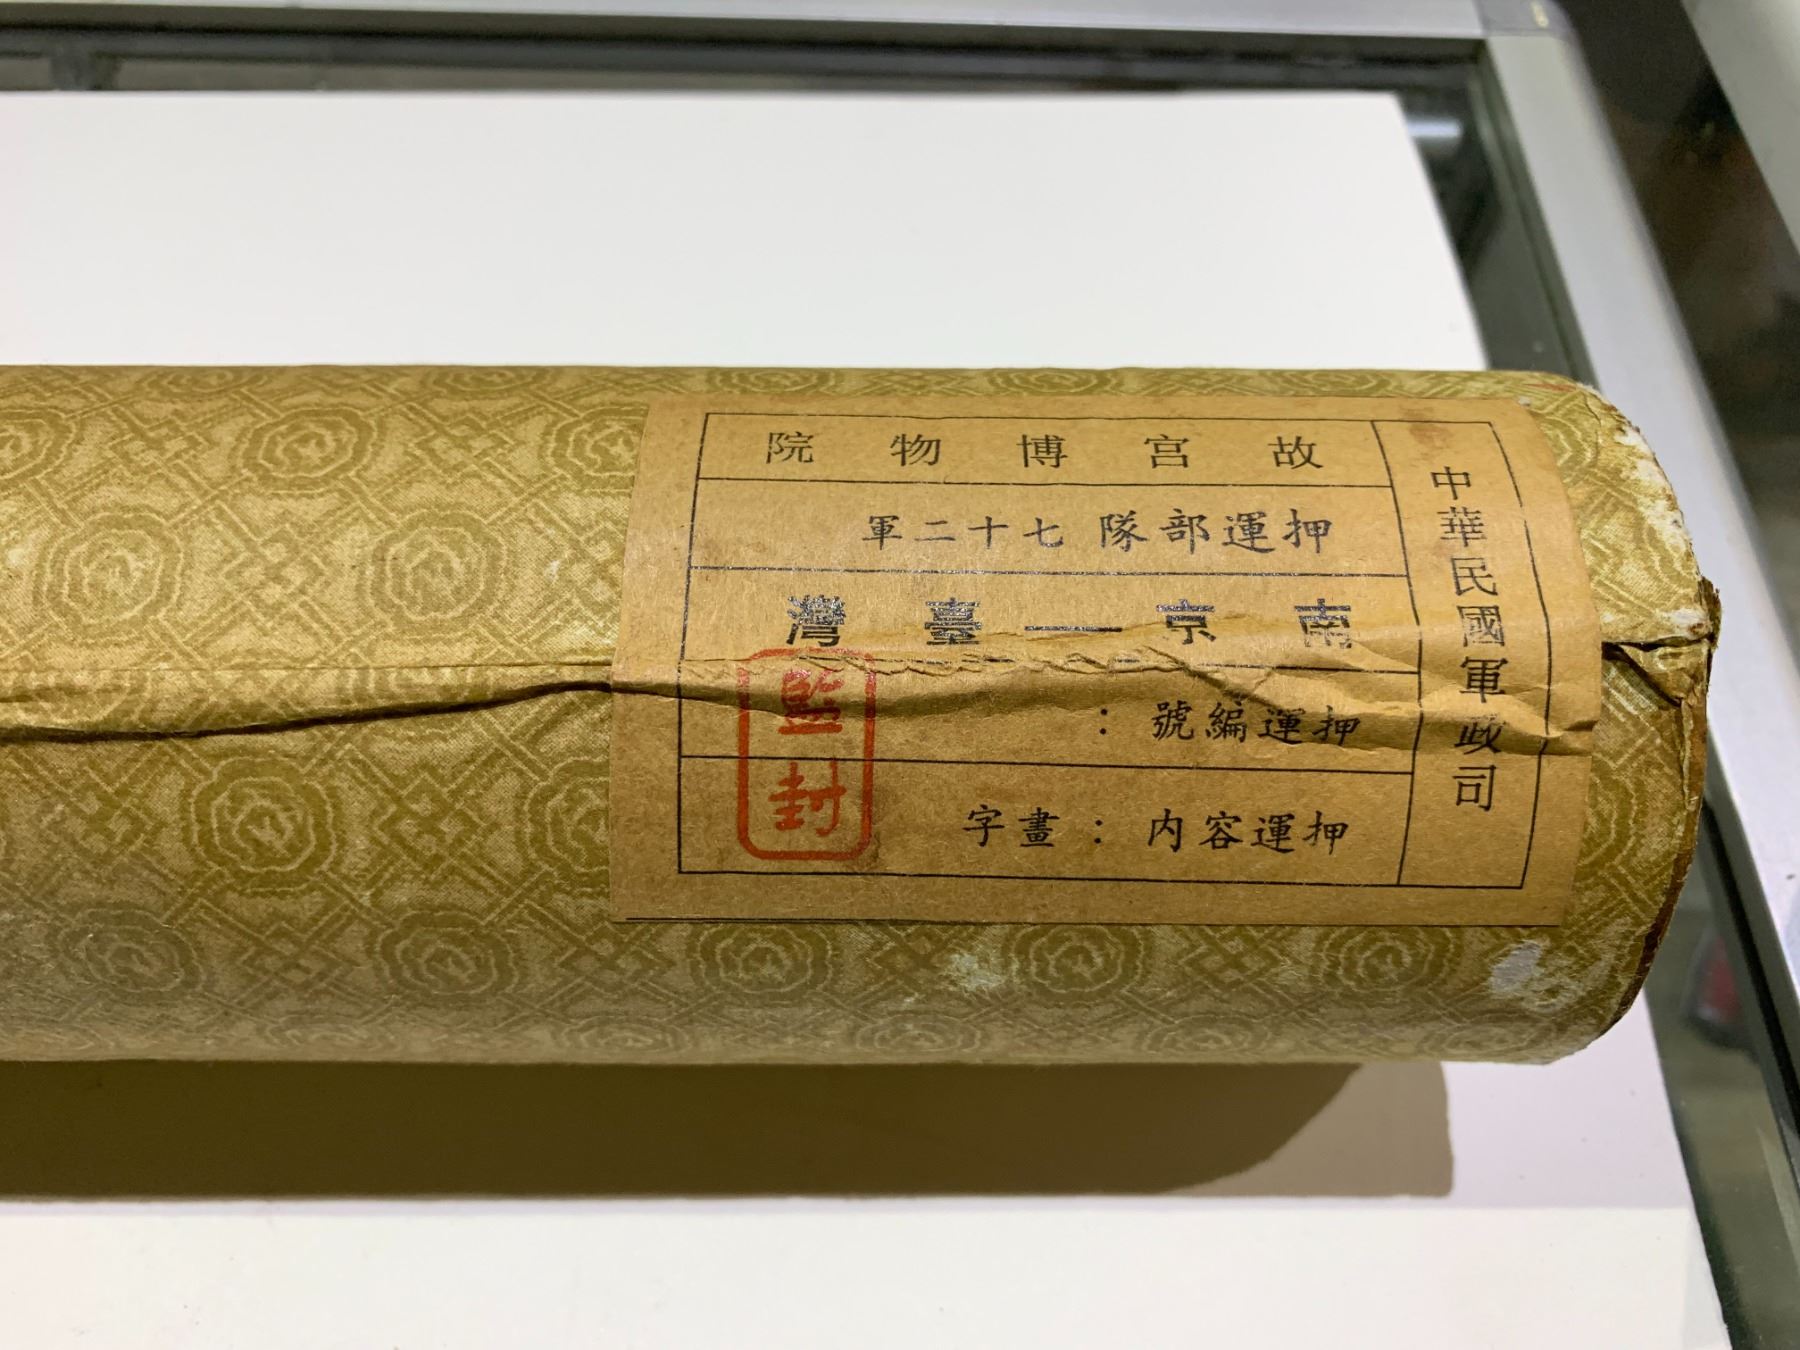 中華民國軍政司
故宮博物院
押運部隊 七十二軍
南京—臺灣
押運編號：
押運容内：畫字
監封